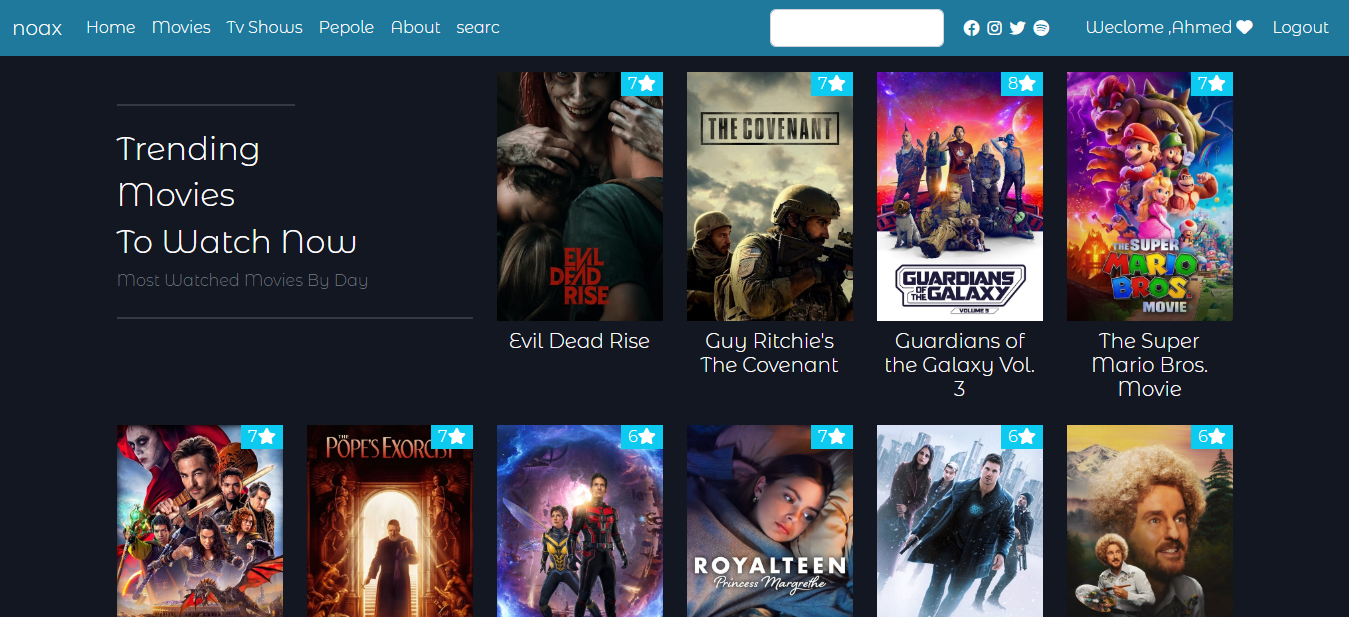 noax Home Movies Tv Shows Pepole About searc Weclome ,Ahmed Logout
Trending
Movies
To Watch Now
Most Watched Movies By Day
7
EVIL
DEAD
RISE
Evil Dead Rise
7
THE COVENANT
Guy Ritchie's
The Covenant
8
GUARDIANS
OF THE GALAXY
VOLUME 3
Guardians of
the Galaxy Vol.
3
7
THE SUPER
MARIO
BROS.
MOVIE
The Super
Mario Bros.
Movie
7
7
THE
POPE'S EXORCIST
6
7
ROYALTEEN
Princess Margrethe
6
6